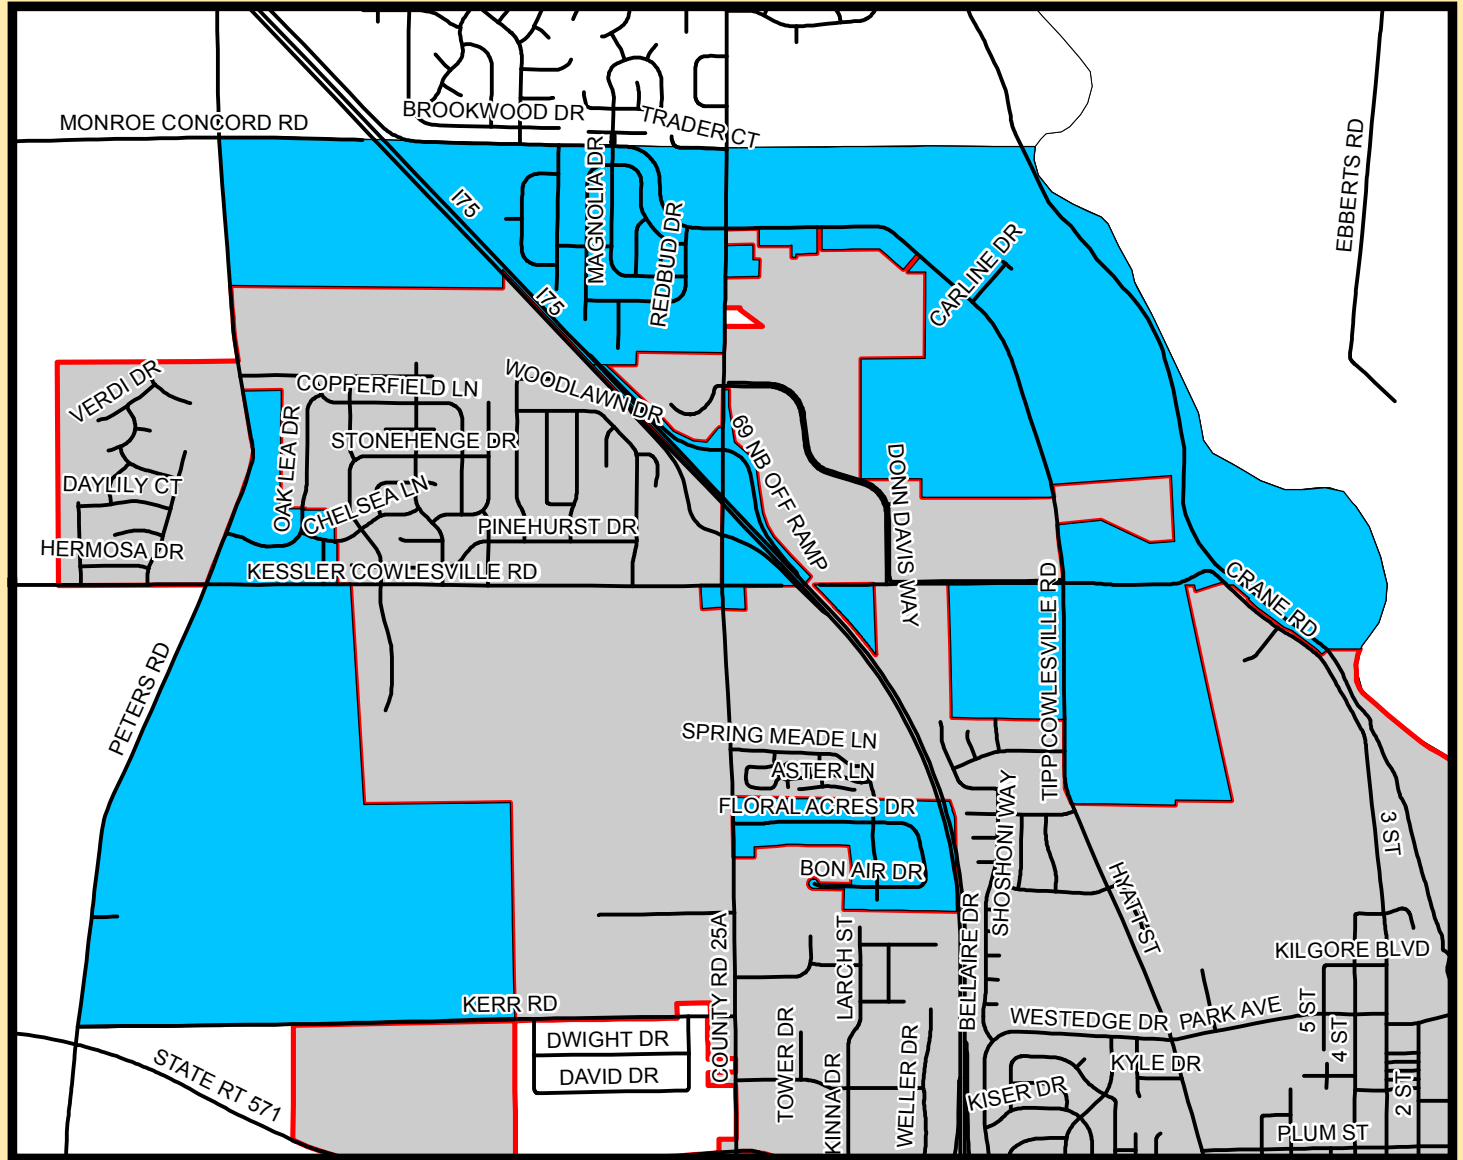 BROOKWOOD DR
TRADER CT
MONROE CONCORD RD
EBBERTS RD
MAGNOLIA DR
I75
REDBUD DR
CARLINE DR
I75
VERDI DR
COPPERFIELD LN
WOODLAWN DR
STONEHENGE DR
OAK LEA DR
69 NB OFF RAMP
DONN DAVIS WAY
DAYLILY CT
CHELSEA LN
PINEHURST DR
HERMOSA DR
KESSLER COWLESVILLE RD
CRANE RD
TIPP COWLESVILLE RD
PETERS RD
SPRING MEADE LN
ASTER LN
FLORAL ACRES DR
SHOSHONI WAY
3 ST
BON AIR DR
HYATT ST
COUNTY RD 25A
LARCH ST
BELLAIRE DR
KILGORE BLVD
KERR RD
WESTEDGE DR
PARK AVE
5 ST
4 ST
DWIGHT DR
DAVID DR
TOWER DR
KINNA DR
WELLER DR
KYLE DR
KISER DR
2 ST
STATE RT 571
PLUM ST